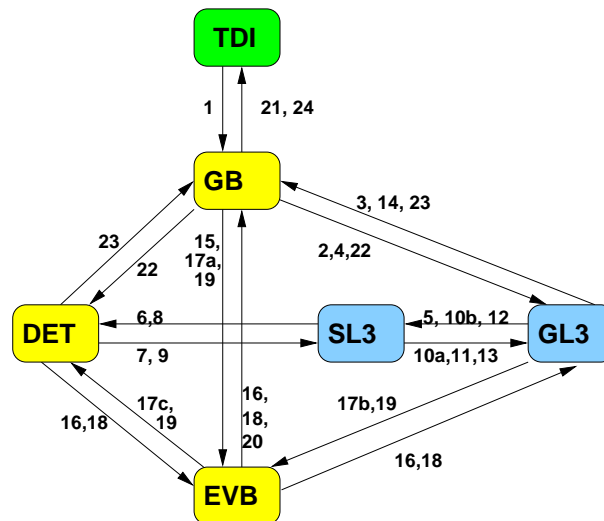 TDI
1
21, 24
GB
3, 14, 23
23
22
15,
17a,
19
2,4,22
6,8
5, 10b, 12
DET
SL3
GL3
7, 9
10a,11,13
16,18
17c,
19
16,
18,
20
17b,19
16,18
EVB